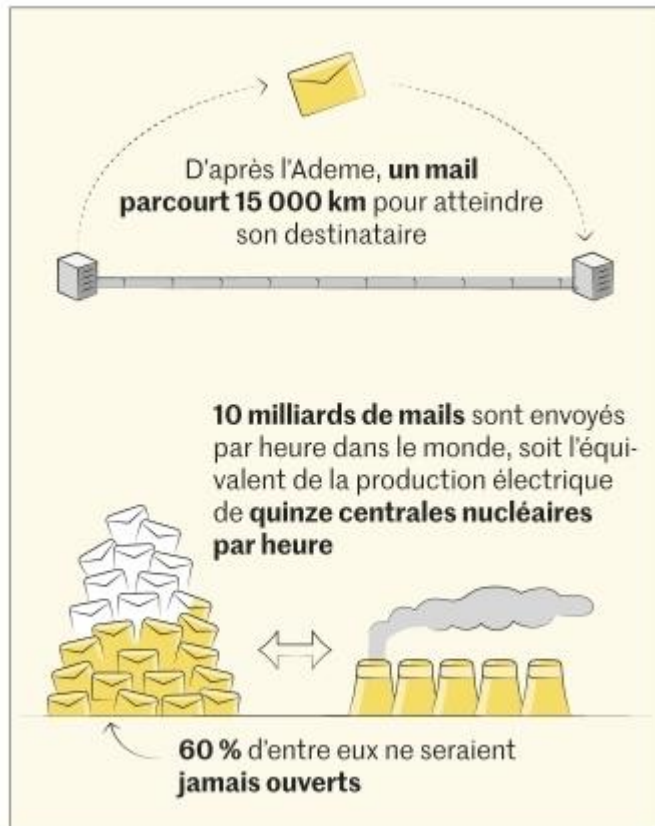 D'après l'Ademe, un mail
parcourt 15 000 km pour atteindre
son destinataire
10 milliards de mails sont envoyés
par heure dans le monde, soit l'équi-
valent de la production électrique
de quinze centrales nucléaires
par heure
60 % d'entre eux ne seraient
jamais ouverts